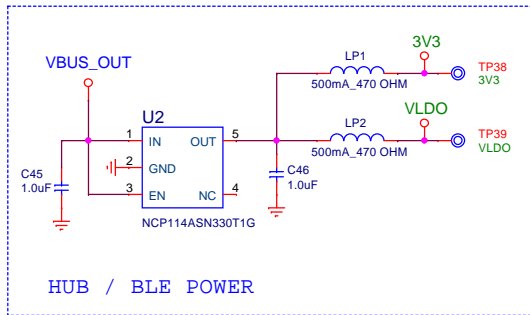 3V3
LP1
TP38
3V3
500mA_470 OHM
VBUS_OUT
U2
VLDO
1 IN OUT 5
LP2
TP39
VLDO
500mA_470 OHM
2 GND
C45
1.0uF
C46
1.0uF
3 EN NC 4
NCP114ASN330T1G
HUB / BLE POWER